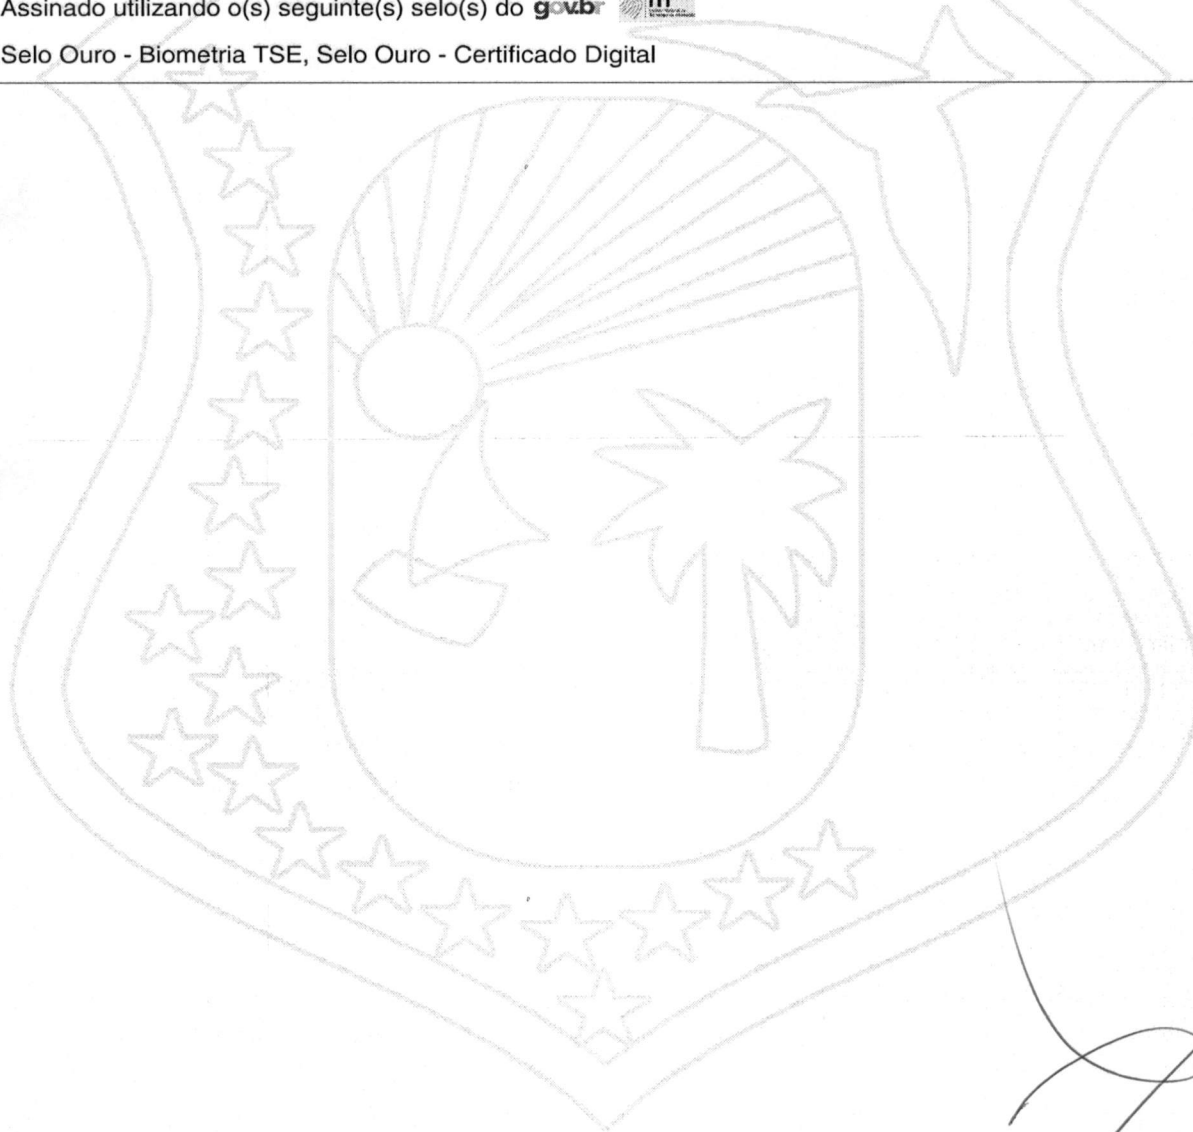 Assinado utilizando o(s) seguinte(s) selo(s) do gov.br
Selo Ouro - Biometria TSE, Selo Ouro - Certificado Digital